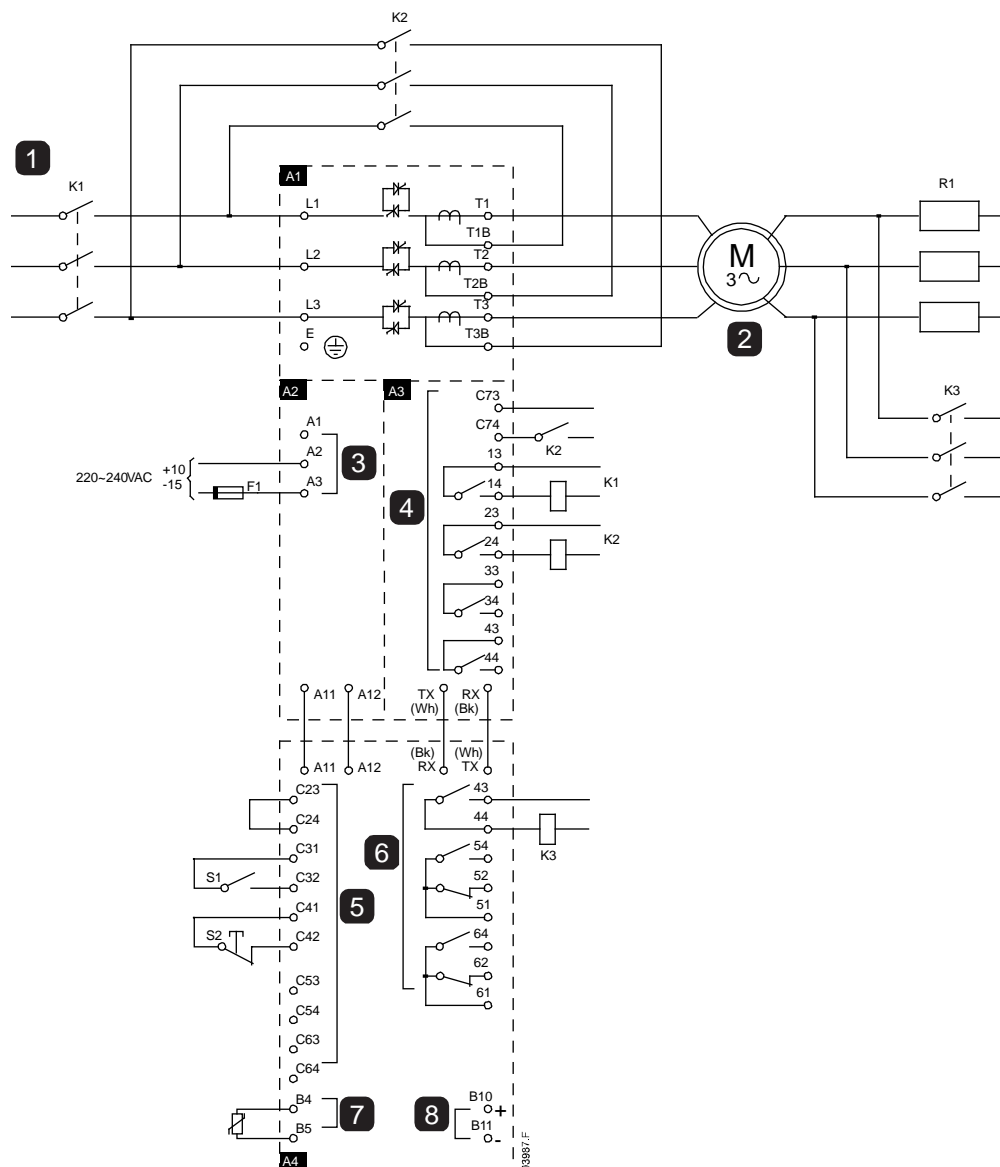 K2
1
K1
A1
R1
L1
T1
T1B
L2
T2
M
3
T2B
L3
T3
T3B
E
2
A2
A3
K3
C73
A1
C74
A2
3
K2
13
220~240VAC
+10
-15
F1
A3
14
K1
4
23
24
K2
33
34
43
44
A11
A12
TX
(Wh)
RX
(Bk)
(Bk)
RX
(Wh)
TX
A11
A12
C23
43
C24
44
C31
6
54
K3
S1
C32
52
5
C41
51
S2
C42
64
62
C53
61
C54
C63
C64
B4
7
8
B10
+
B5
B11
-
A4